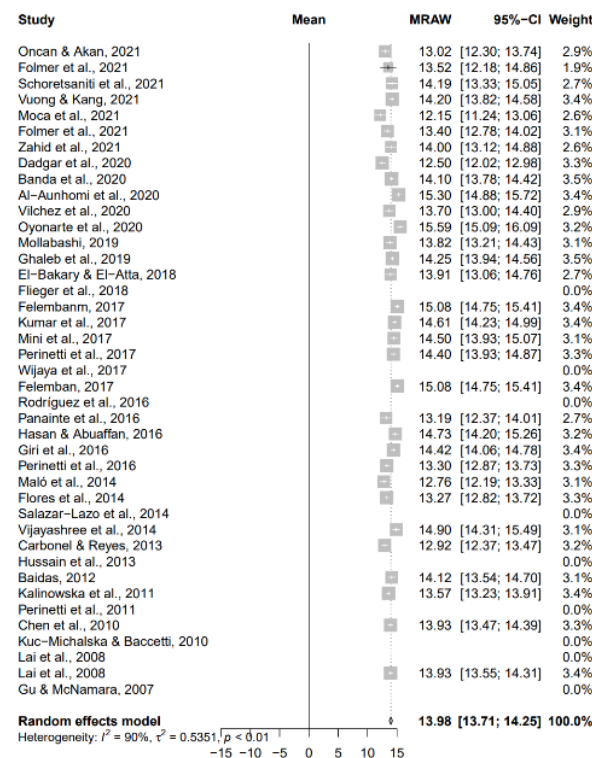 Study Mean MRAW 95%−CI Weight
Oncan & Akan, 2021 13.02 [12.30; 13.74] 2.9%
Folmer et al., 2021 13.52 [12.18; 14.86] 1.9%
Schoretsaniti et al., 2021 14.19 [13.33; 15.05] 2.7%
Vuong & Kang, 2021 14.20 [13.82; 14.58] 3.4%
Moca et al., 2021 12.15 [11.24; 13.06] 2.6%
Folmer et al., 2021 13.40 [12.78; 14.02] 3.1%
Zahid et al., 2021 14.00 [13.12; 14.88] 2.6%
Dadgar et al., 2020 12.50 [12.02; 12.98] 3.3%
Banda et al., 2020 14.10 [13.78; 14.42] 3.5%
Al−Aunhomi et al., 2020 15.30 [14.88; 15.72] 3.4%
Vilchez et al., 2020 13.70 [13.00; 14.40] 2.9%
Oyonarte et al., 2020 15.59 [15.09; 16.09] 3.2%
Mollabashi, 2019 13.82 [13.21; 14.43] 3.1%
Ghaleb et al., 2019 14.25 [13.94; 14.56] 3.5%
El−Bakary & El−Atta, 2018 13.91 [13.06; 14.76] 2.7%
Flieger et al., 2018 0.0%
Felembanm, 2017 15.08 [14.75; 15.41] 3.4%
Kumar et al., 2017 14.61 [14.23; 14.99] 3.4%
Mini et al., 2017 14.50 [13.93; 15.07] 3.1%
Perinetti et al., 2017 14.40 [13.93; 14.87] 3.3%
Wijaya et al., 2017 0.0%
Felemban, 2017 15.08 [14.75; 15.41] 3.4%
Rodríguez et al., 2016 0.0%
Panainte et al., 2016 13.19 [12.37; 14.01] 2.7%
Hasan & Abuaffan, 2016 14.73 [14.20; 15.26] 3.2%
Giri et al., 2016 14.42 [14.06; 14.78] 3.4%
Perinetti et al., 2016 13.30 [12.87; 13.73] 3.3%
Maló et al., 2014 12.76 [12.19; 13.33] 3.1%
Flores et al., 2014 13.27 [12.82; 13.72] 3.3%
Salazar−Lazo et al., 2014 0.0%
Vijayashree et al., 2014 14.90 [14.31; 15.49] 3.1%
Carbonel & Reyes, 2013 12.92 [12.37; 13.47] 3.2%
Hussain et al., 2013 0.0%
Baidas, 2012 14.12 [13.54; 14.70] 3.1%
Kalinowska et al., 2011 13.57 [13.23; 13.91] 3.4%
Perinetti et al., 2011 0.0%
Chen et al., 2010 13.93 [13.47; 14.39] 3.3%
Kuc−Michalska & Baccetti, 2010 0.0%
Lai et al., 2008 0.0%
Lai et al., 2008 13.93 [13.55; 14.31] 3.4%
Gu & McNamara, 2007 0.0%
Random effects model 13.98 [13.71; 14.25] 100.0%
Heterogeneity: I² = 90%, τ² = 0.5351, p < 0.01
−15 −10 −5 0 5 10 15